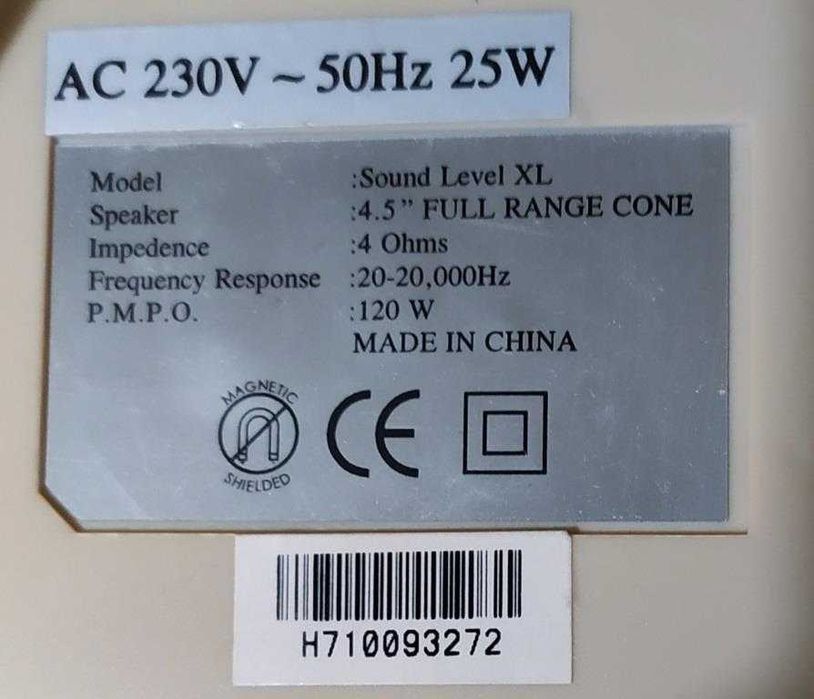 AC 230V ~ 50Hz 25W
Model :Sound Level XL
Speaker :4.5" FULL RANGE CONE
Impedence :4 Ohms
Frequency Response :20-20,000Hz
P.M.P.O. :120 W
MADE IN CHINA
MAGNETIC
SHIELDED
CE
H710093272